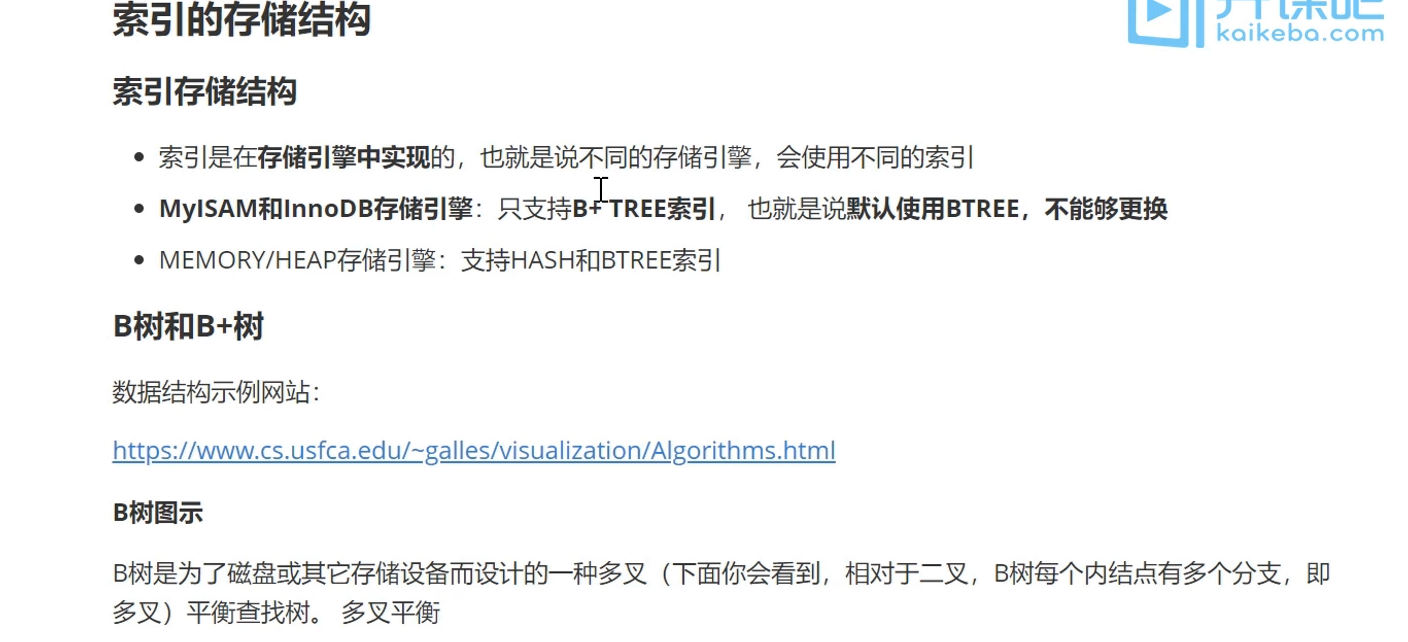 索引的存储结构
开课吧
kaikeba.com
索引存储结构
索引是在存储引擎中实现的，也就是说不同的存储引擎，会使用不同的索引
MyISAM和InnoDB存储引擎：只支持B+ TREE索引， 也就是说默认使用BTREE，不能够更换
MEMORY/HEAP存储引擎：支持HASH和BTREE索引
B树和B+树
数据结构示例网站：
https://www.cs.usfca.edu/~galles/visualization/Algorithms.html
B树图示
B树是为了磁盘或其它存储设备而设计的一种多叉（下面你会看到，相对于二叉，B树每个内结点有多个分支，即
多叉）平衡查找树。 多叉平衡